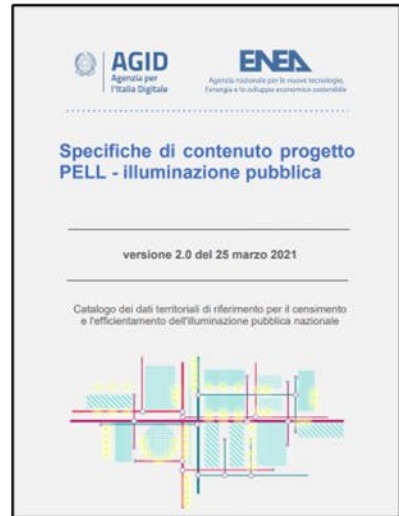 AGID
Agenzia per
l'Italia Digitale
ENEA
Agenzia nazionale per le nuove tecnologie,
l'energia e lo sviluppo economico sostenibile
Specifiche di contenuto progetto
PELL - illuminazione pubblica
versione 2.0 del 25 marzo 2021
Catalogo dei dati territoriali di riferimento per il censimento
e l'efficientamento dell'illuminazione pubblica nazionale